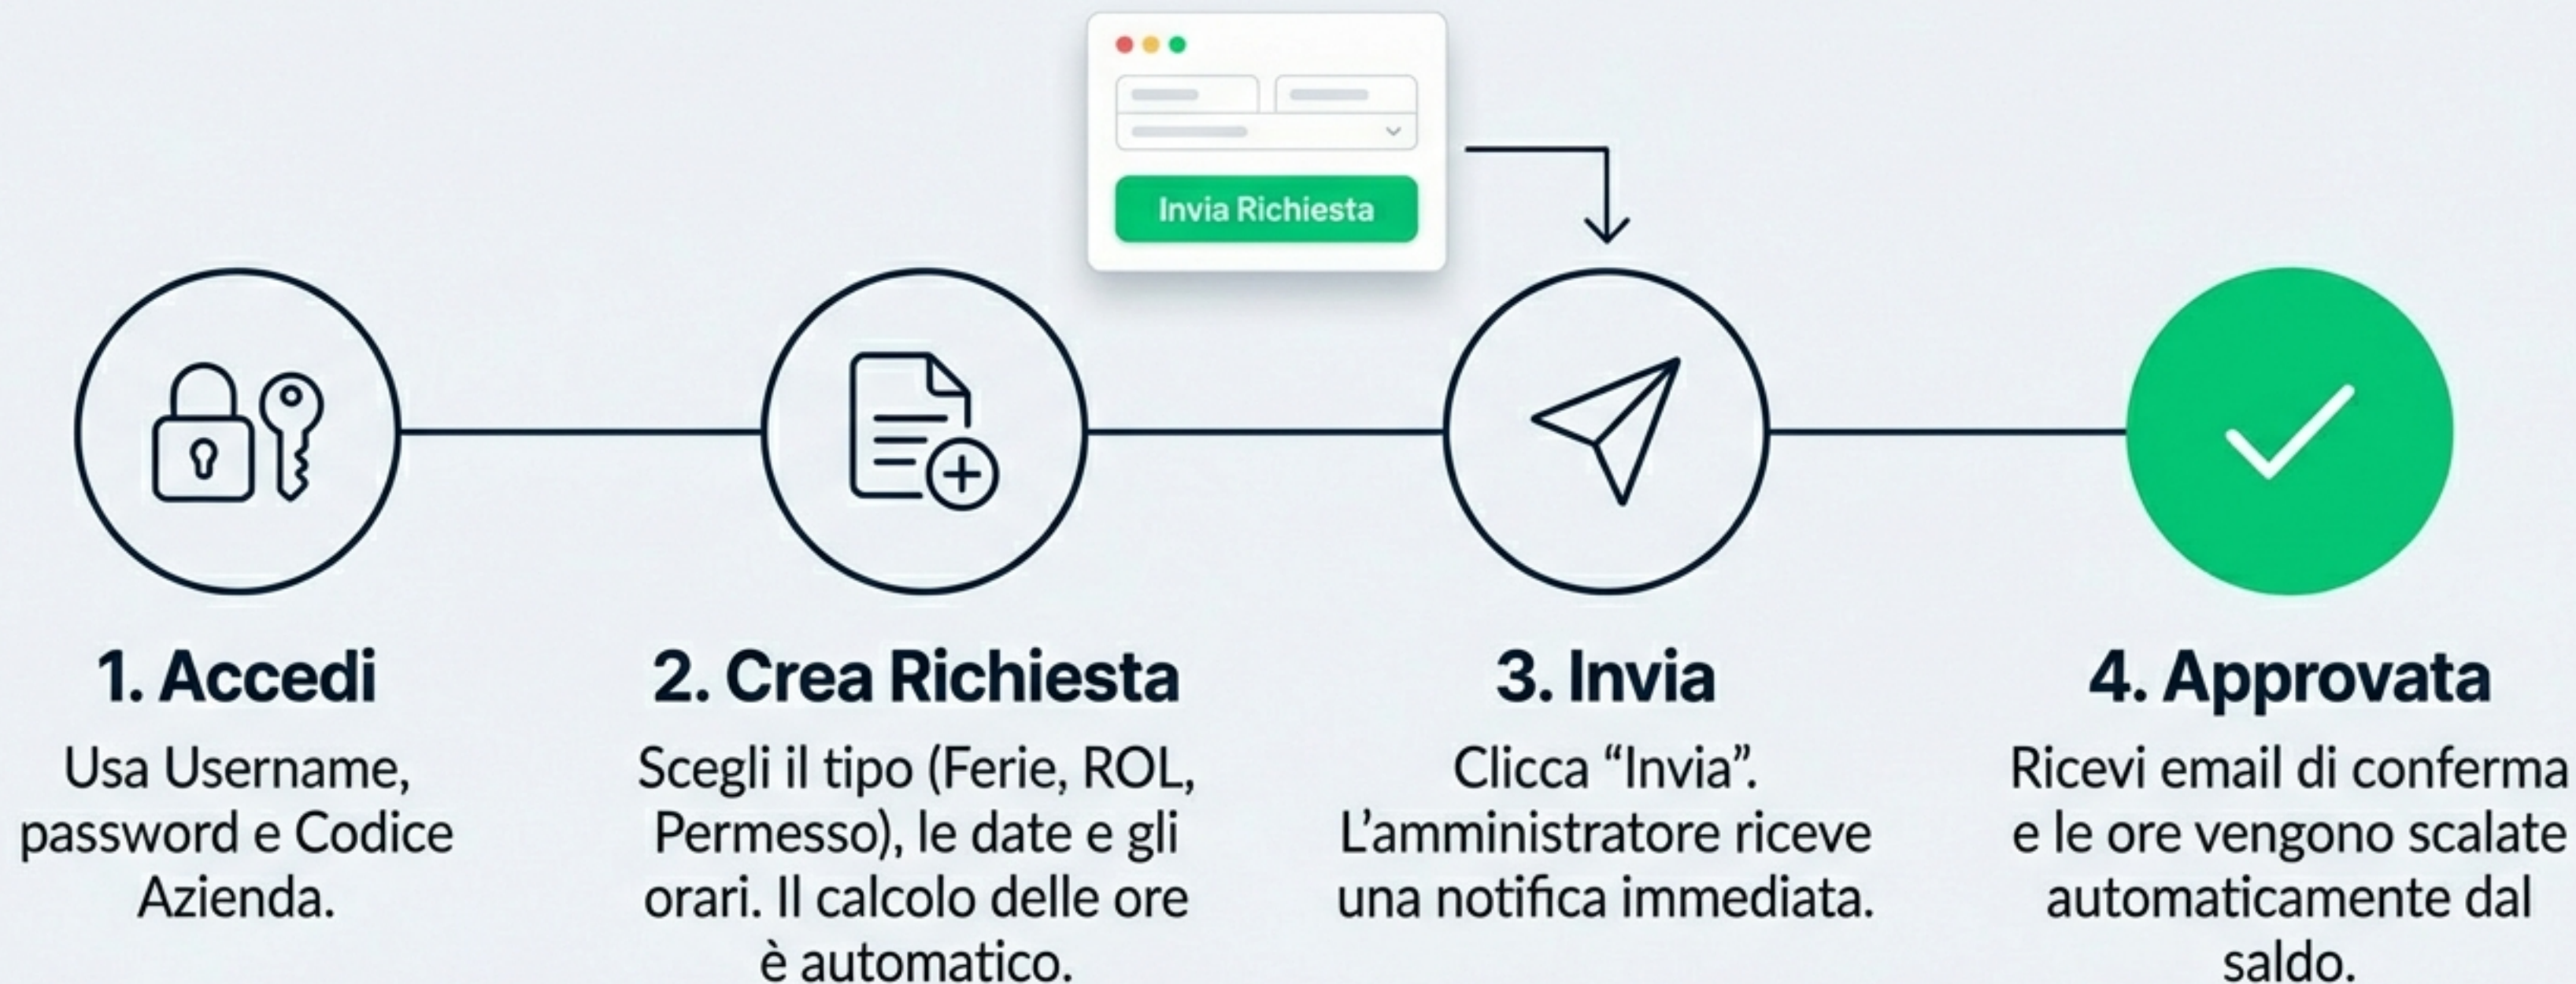 Invia Richiesta
1. Accedi
Usa Username,
password e Codice
Azienda.
2. Crea Richiesta
Scegli il tipo (Ferie, ROL,
Permesso), le date e gli
orari. Il calcolo delle ore
è automatico.
3. Invia
Clicca “Invia”.
L’amministratore riceve
una notifica immediata.
4. Approvata
Ricevi email di conferma
e le ore vengono scalate
automaticamente dal
saldo.